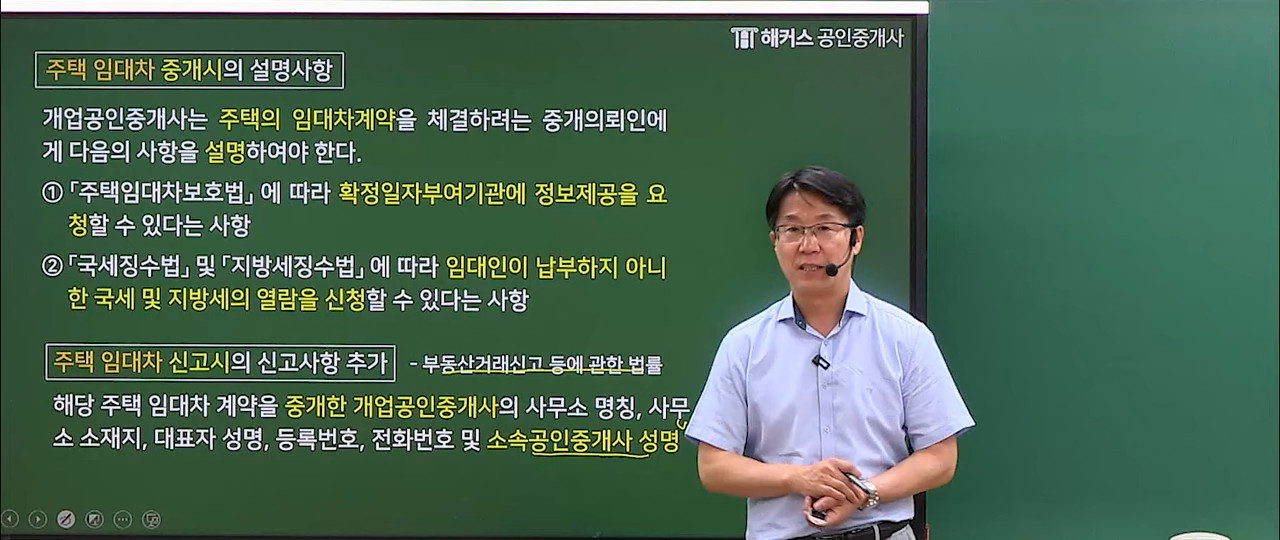 해커스 공인중개사
주택 임대차 중개시의 설명사항
개업공인중개사는 주택의 임대차계약을 체결하려는 중개의뢰인에
게 다음의 사항을 설명하여야 한다.
① 「주택임대차보호법」에 따라 확정일자부여기관에 정보제공을 요
청할 수 있다는 사항
② 「국세징수법」 및 「지방세징수법」에 따라 임대인이 납부하지 아니
한 국세 및 지방세의 열람을 신청할 수 있다는 사항
주택 임대차 신고시의 신고사항 추가 - 부동산거래신고 등에 관한 법률
해당 주택 임대차 계약을 중개한 개업공인중개사의 사무소 명칭, 사무
소 소재지, 대표자 성명, 등록번호, 전화번호 및 소속공인중개사 성명